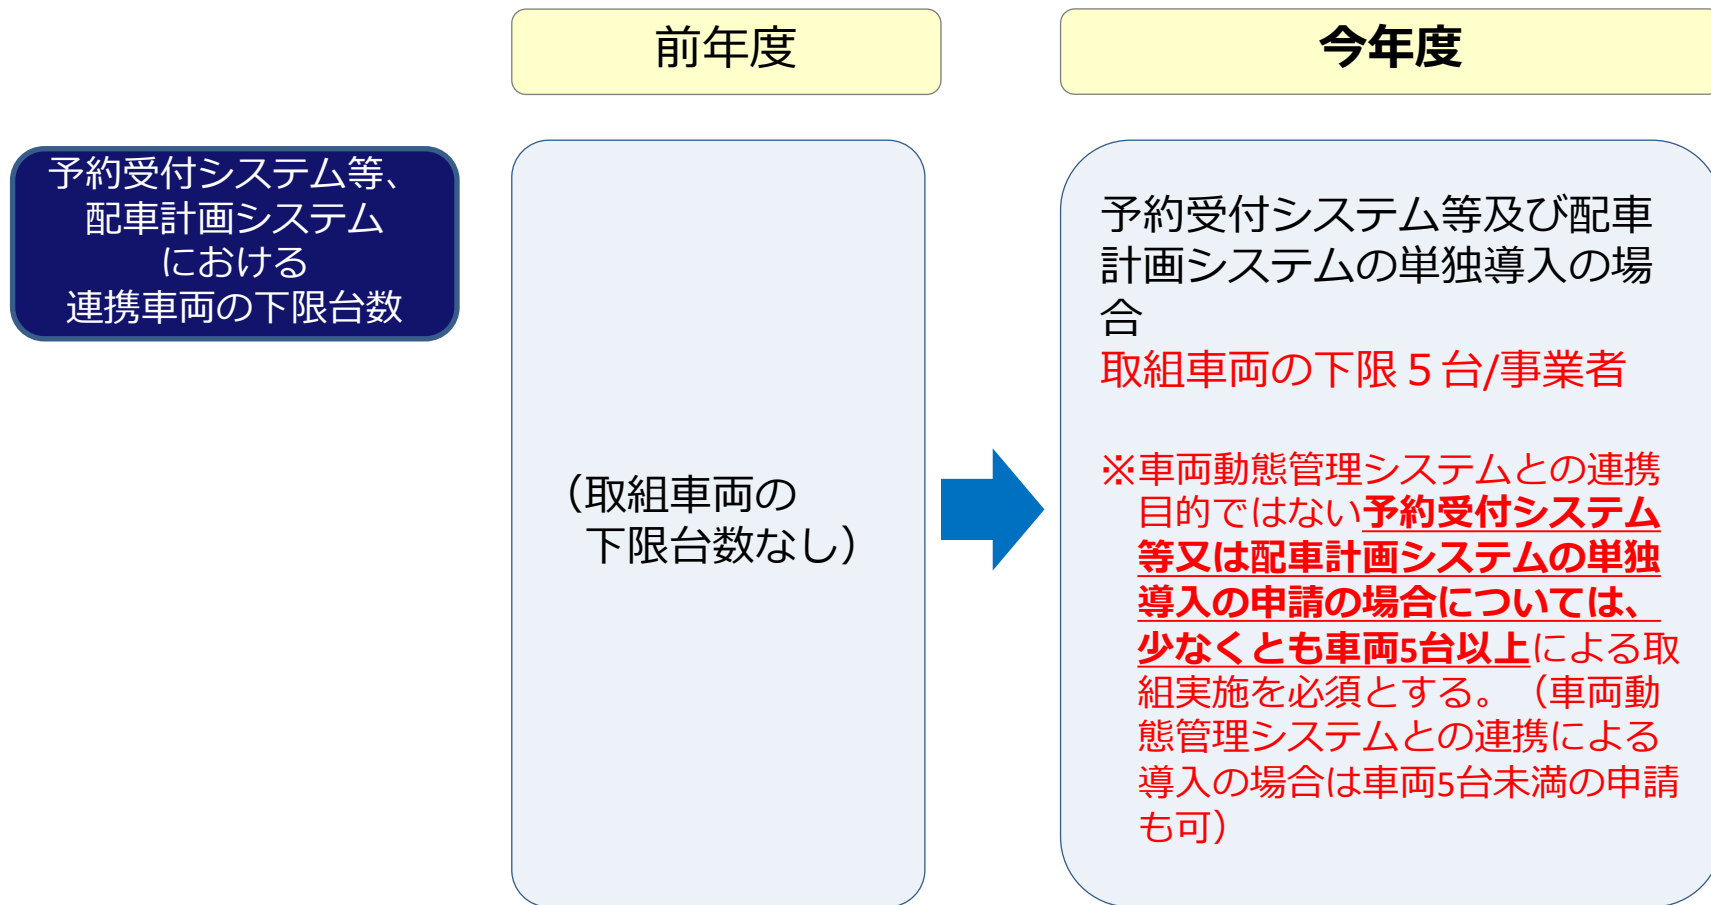 前年度
今年度
予約受付システム等、
配車計画システム
における
連携車両の下限台数
（取組車両の
下限台数なし）
予約受付システム等及び配車
計画システムの単独導入の場
合
取組車両の下限５台/事業者
※車両動態管理システムとの連携
目的ではない予約受付システム
等又は配車計画システムの単独
導入の申請の場合については、
少なくとも車両5台以上による取
組実施を必須とする。（車両動
態管理システムとの連携による
導入の場合は車両5台未満の申請
も可）